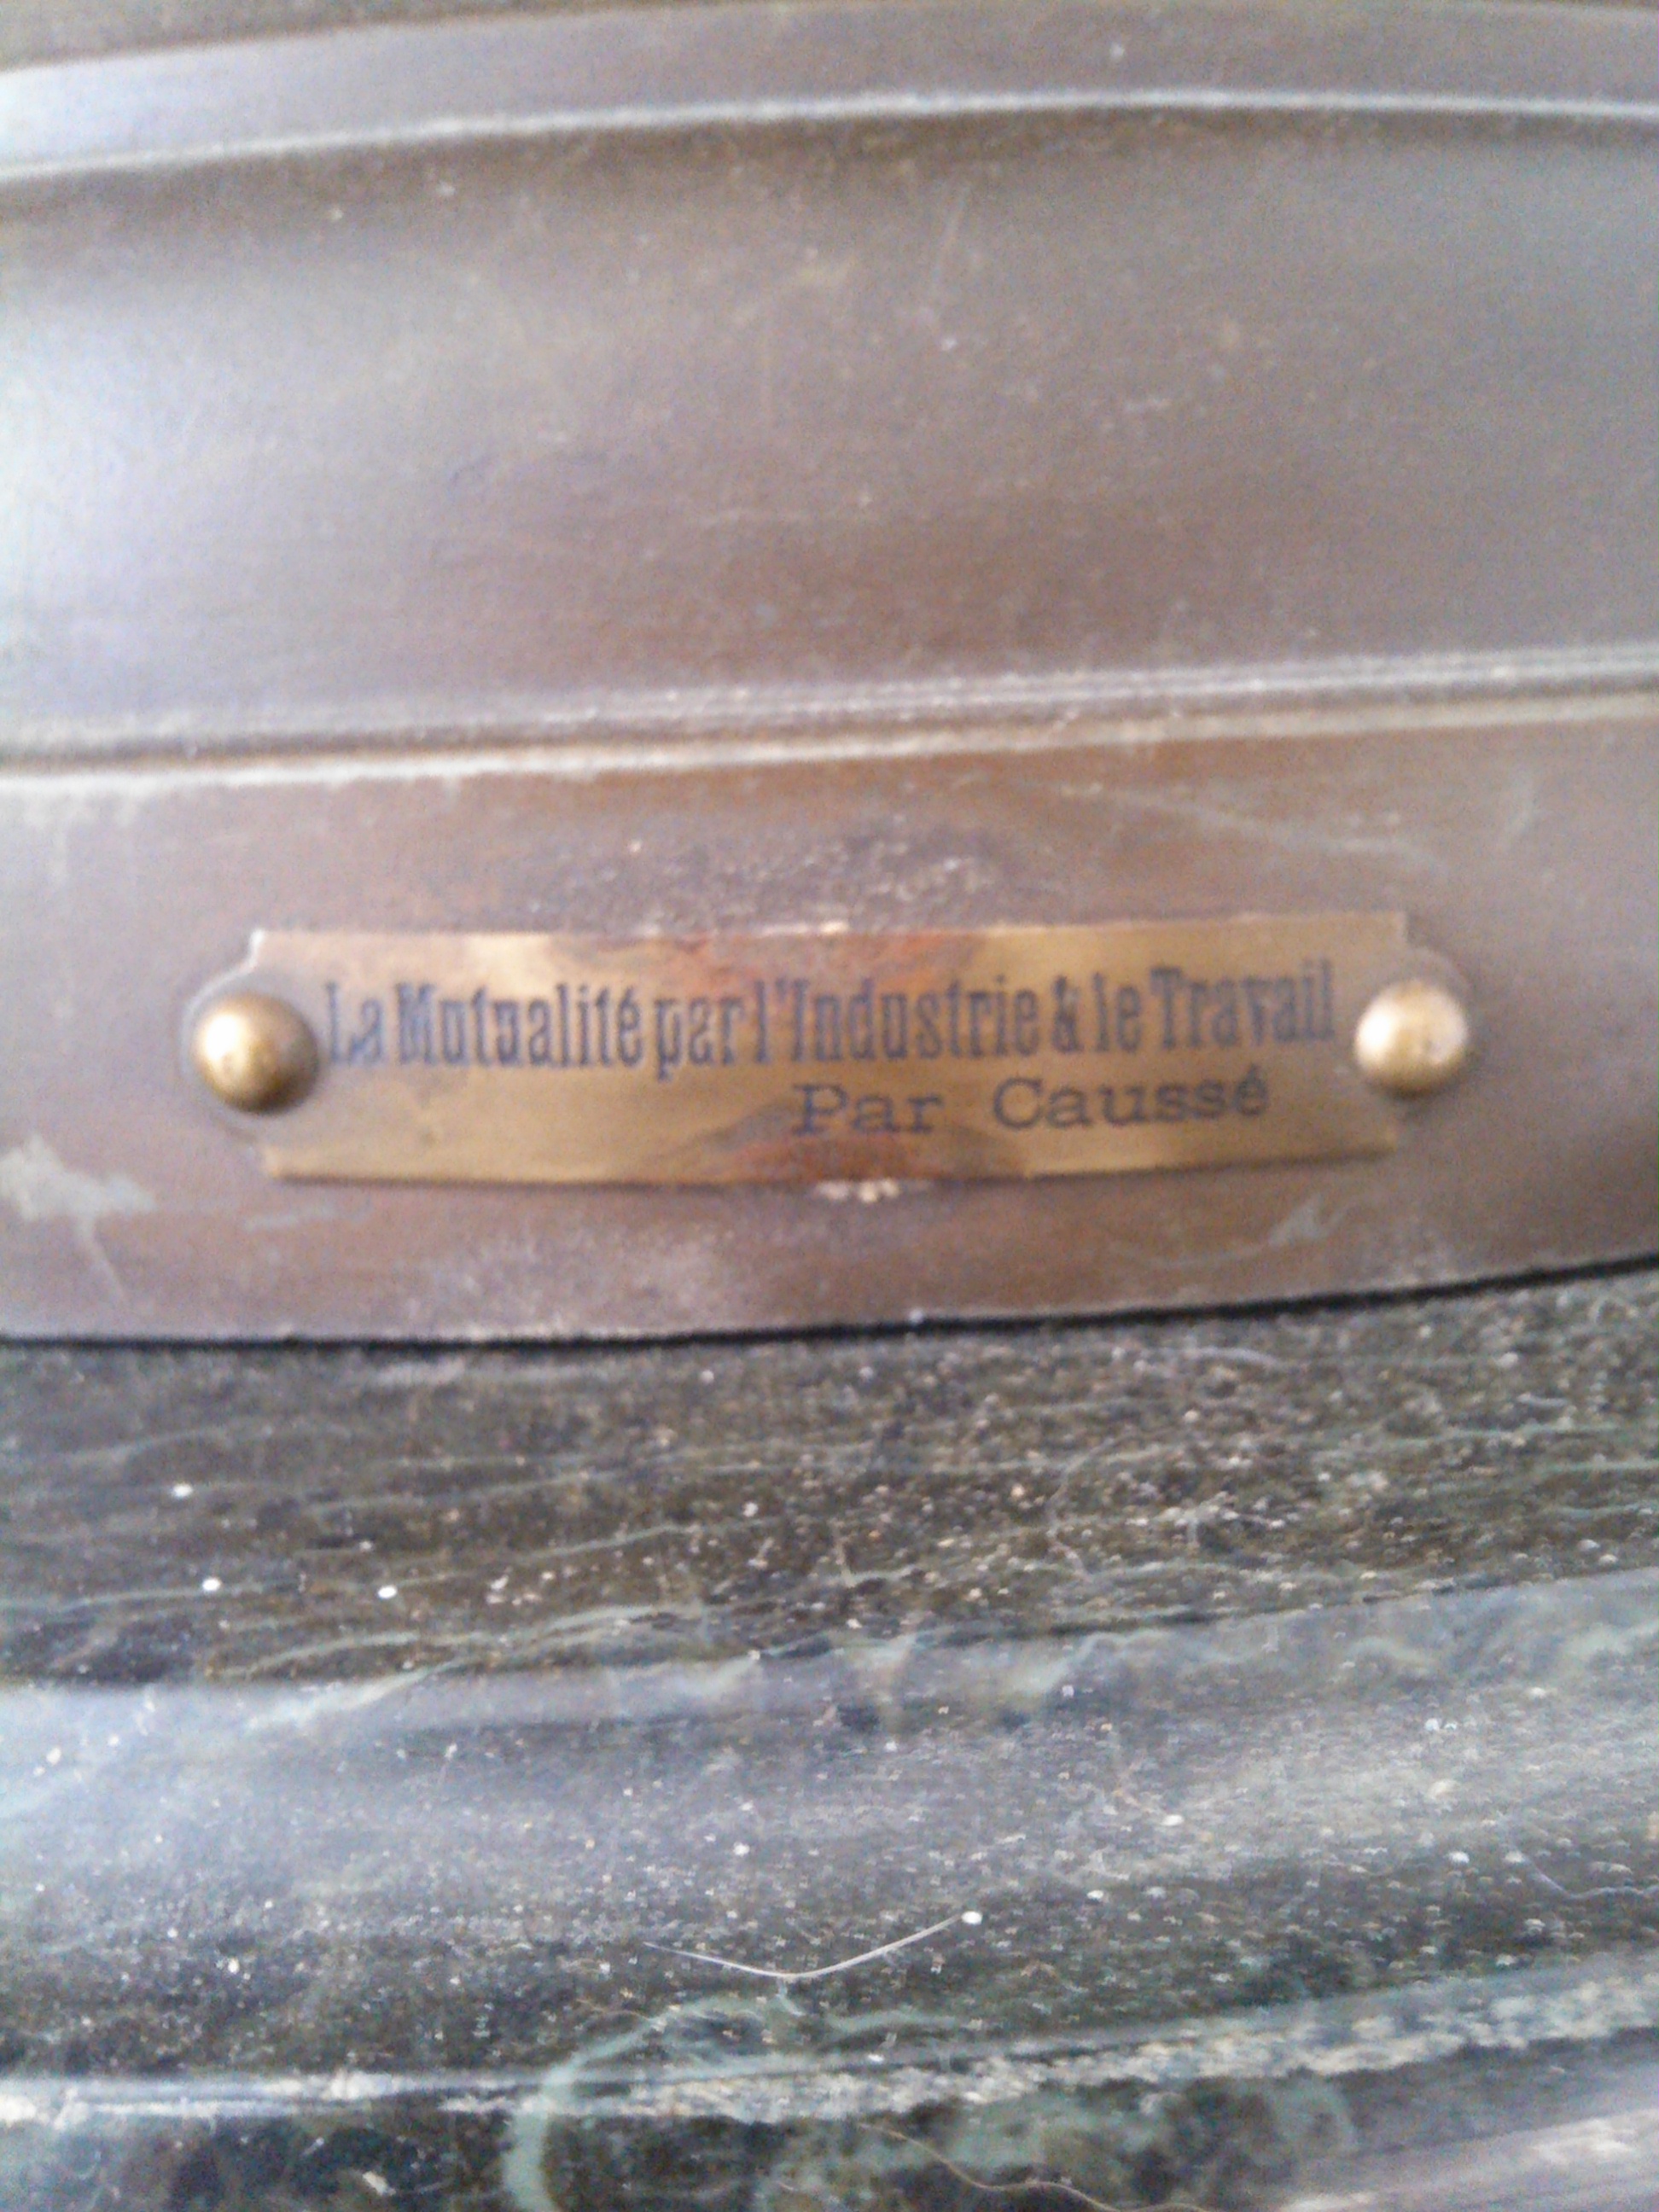 La Mutualité par l'Industrie & le Travail
Par Caussé